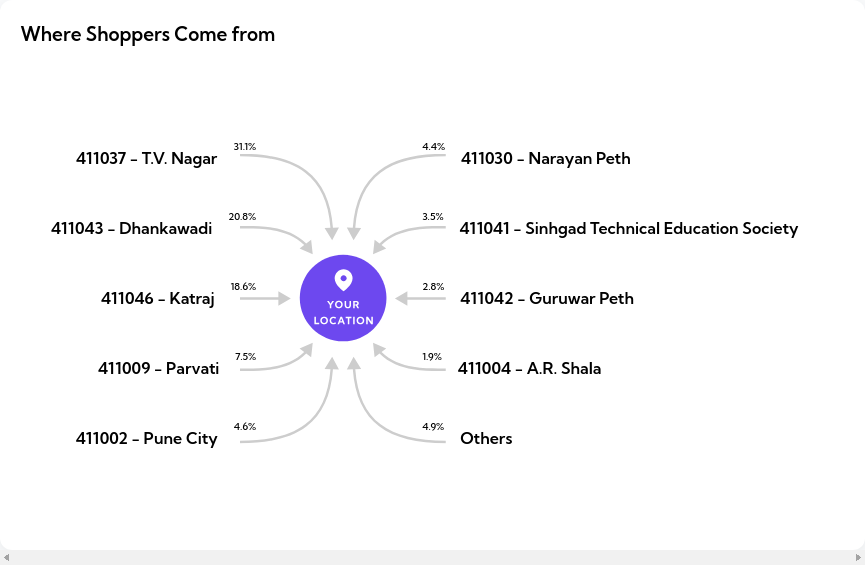 Where Shoppers Come from
411037 – T.V. Nagar
31.1%
411043 – Dhankawadi
20.8%
411046 – Katraj
18.6%
411009 – Parvati
7.5%
411002 – Pune City
4.6%
YOUR
LOCATION
4.4%
411030 – Narayan Peth
3.5%
411041 – Sinhgad Technical Education Society
2.8%
411042 – Guruwar Peth
1.9%
411004 – A.R. Shala
4.9%
Others